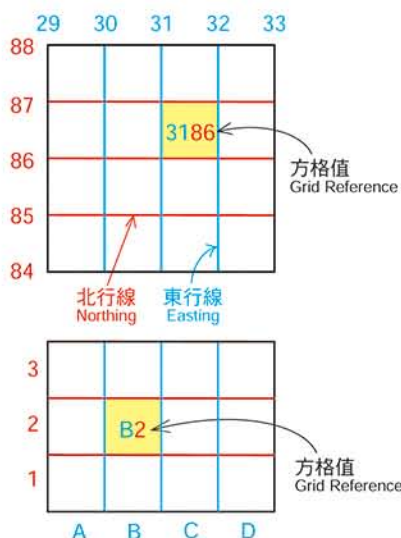 29 30 31 32 33
88
87
3186
86
方格值
Grid Reference
85
84
北行線
Northing
東行線
Easting
3
2
B2
1
方格值
Grid Reference
A B C D